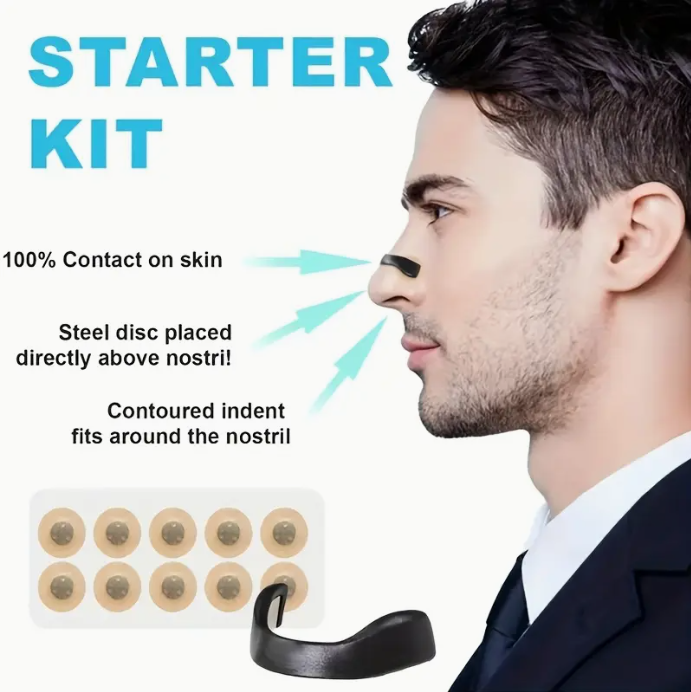 STARTER
KIT
100% Contact on skin
Steel disc placed
directly above nostri!
Contoured indent
fits around the nostril